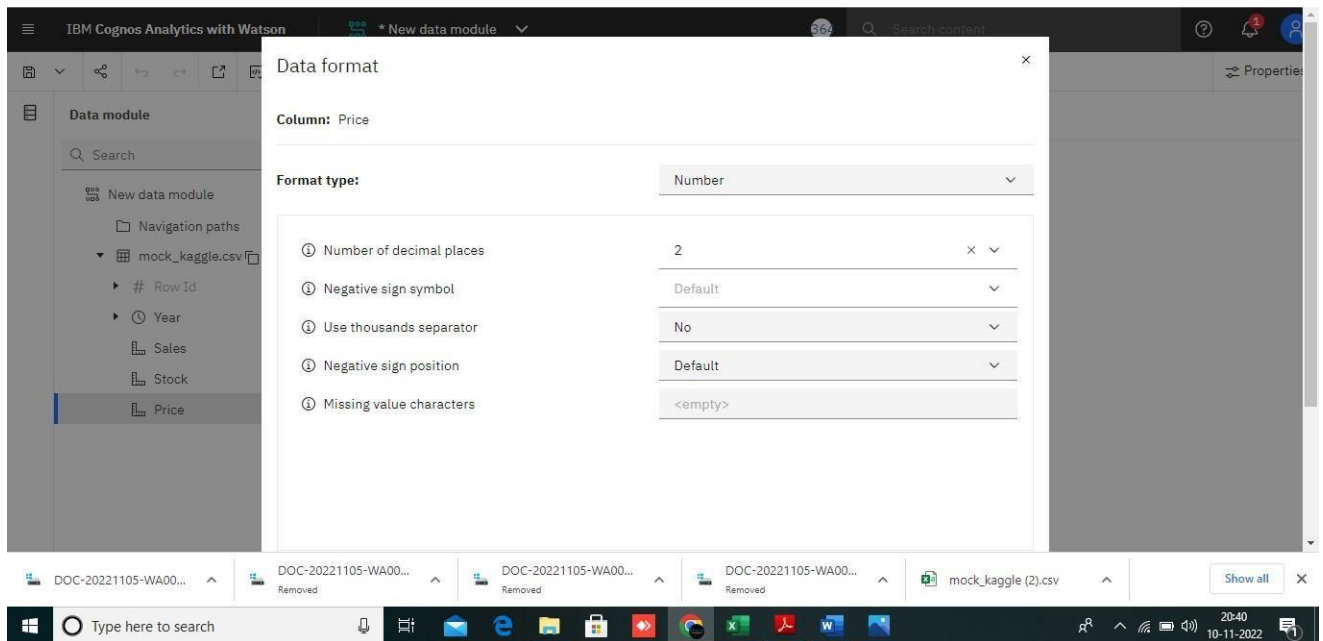 IBM Cognos Analytics with Watson
* New data module
364
Search content
1
Properties
Data format
Column: Price
Data module
Search
New data module
Navigation paths
mock_kaggle.csv
# Row Id
Year
Sales
Stock
Price
Format type:
Number
Number of decimal places
2
Negative sign symbol
Default
Use thousands separator
No
Negative sign position
Default
Missing value characters
<empty>
DOC-20221105-WA00...
DOC-20221105-WA00...
Removed
DOC-20221105-WA00...
Removed
DOC-20221105-WA00...
Removed
mock_kaggle (2).csv
Show all
Type here to search
20:40
10-11-2022
1